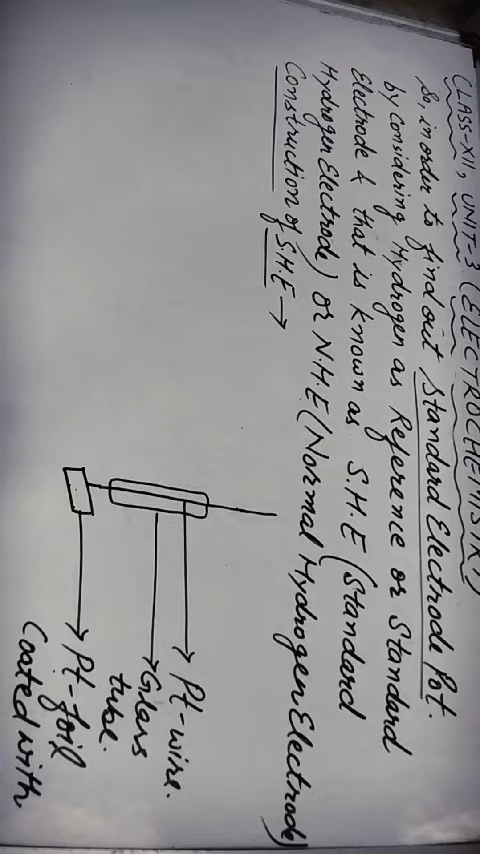 CLASS-XII, UNIT-3 (ELECTROCHEMISTRY)
So, in order to find out Standard Electrode Pot.
by considering Hydrogen as Reference or Standard
Electrode & that is known as S.H.E (Standard
Hydrogen Electrode) or N.H.E (Normal Hydrogen Electrode)
Construction of S.H.E →
→ Pt-wire.
→ Glass
tube.
→ Pt-foil
Coated with